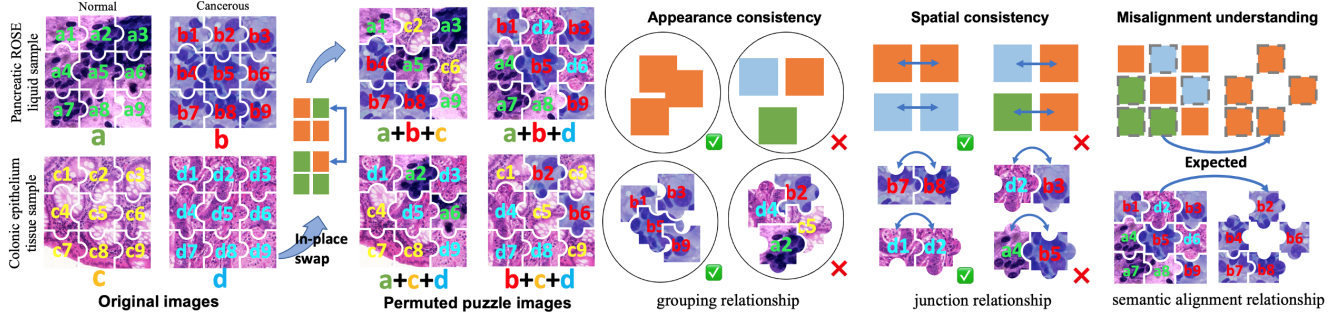 Normal
Cancerous
Pancreatic ROSE
liquid sample
a1 a2 a3
a4 a5 a6
a7 a8 a9
a
b1 b2 b3
b4 b5 b6
b7 b8 b9
b
Colonic epithelium
tissue sample
c1 c2 c3
c4 c5 c6
c7 c8 c9
c
d1 d2 d3
d4 d5 d6
d7 d8 d9
d
Original images
In-place
swap
a1 c2 a3
b4 a5 c6
b7 b8 a9
a+b+c
b1 d2 b3
a4 b5 d6
a7 a8 b9
a+b+d
d1 a2 d3
c4 d5 a6
c7 c8 d9
a+c+d
c1 b2 c3
d4 c5 b6
d7 d8 c9
b+c+d
Permuted puzzle images
Appearance consistency
b3
b5
b9
b2
d4 c5
a2
grouping relationship
Spatial consistency
b7 b8
d2 b3
d1 d2
a4 b5
junction relationship
Misalignment understanding
Expected
b1 d2 b3
a4 b5 d6
a7 a8 b9
b2
b4 b6
b7 b8
semantic alignment relationship